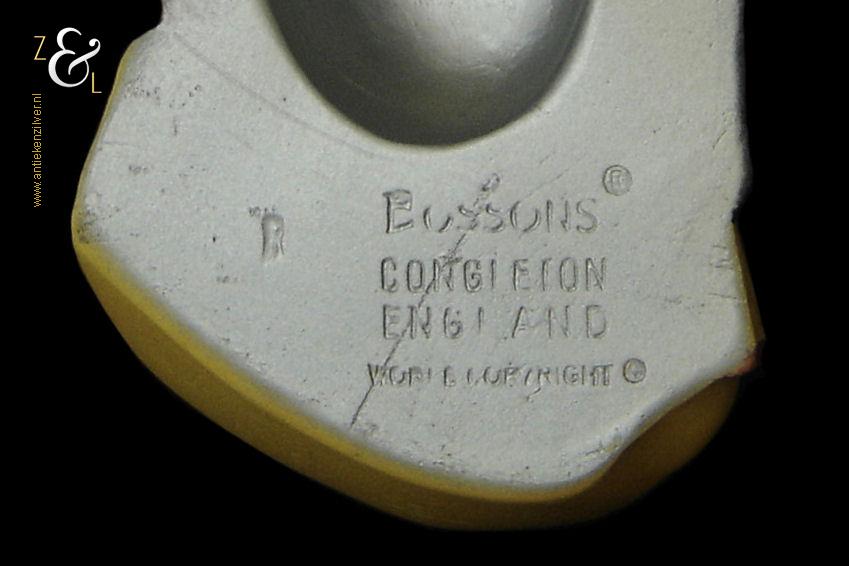 Z
&
L
www.antiekenzilver.nl
R
BOSSONS ®
CONGLETON
ENGLAND
WORLD COPYRIGHT ©